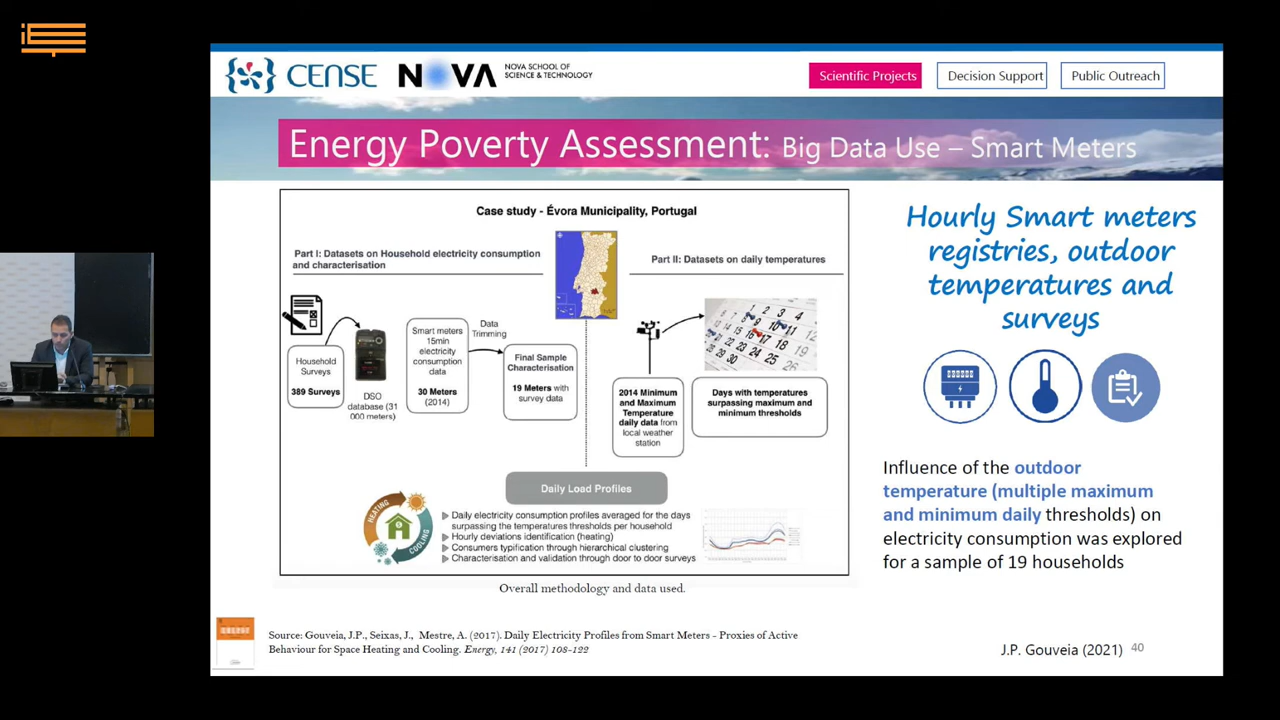 CENSE
NOVA
NOVA SCHOOL OF
SCIENCE & TECHNOLOGY
Scientific Projects
Decision Support
Public Outreach
Energy Poverty Assessment: Big Data Use – Smart Meters
Case study - Évora Municipality, Portugal
Part I: Datasets on Household electricity consumption
and characterisation
Part II: Datasets on daily temperatures
Household
Surveys
389 Surveys
DSO
database (31
000 meters)
Smart meters
15min
electricity
consumption
data
30 Meters
(2014)
Data
Trimming
Final Sample
Characterisation
19 Meters with
survey data
2014 Minimum
and Maximum
Temperature
daily data from
local weather
station
Days with temperatures
surpassing maximum and
minimum thresholds
Daily Load Profiles
HEATING
COOLING
Daily electricity consumption profiles averaged for the days
surpassing the temperatures thresholds per household
Hourly deviations identification (heating)
Consumers typification through hierarchical clustering
Characterisation and validation through door to door surveys
Overall methodology and data used.
Hourly Smart meters
registries, outdoor
temperatures and
surveys
Influence of the outdoor
temperature (multiple maximum
and minimum daily thresholds) on
electricity consumption was explored
for a sample of 19 households
Source: Gouveia, J.P., Seixas, J., Mestre, A. (2017). Daily Electricity Profiles from Smart Meters - Proxies of Active
Behaviour for Space Heating and Cooling. Energy, 141 (2017) 108-122
J.P. Gouveia (2021) 40